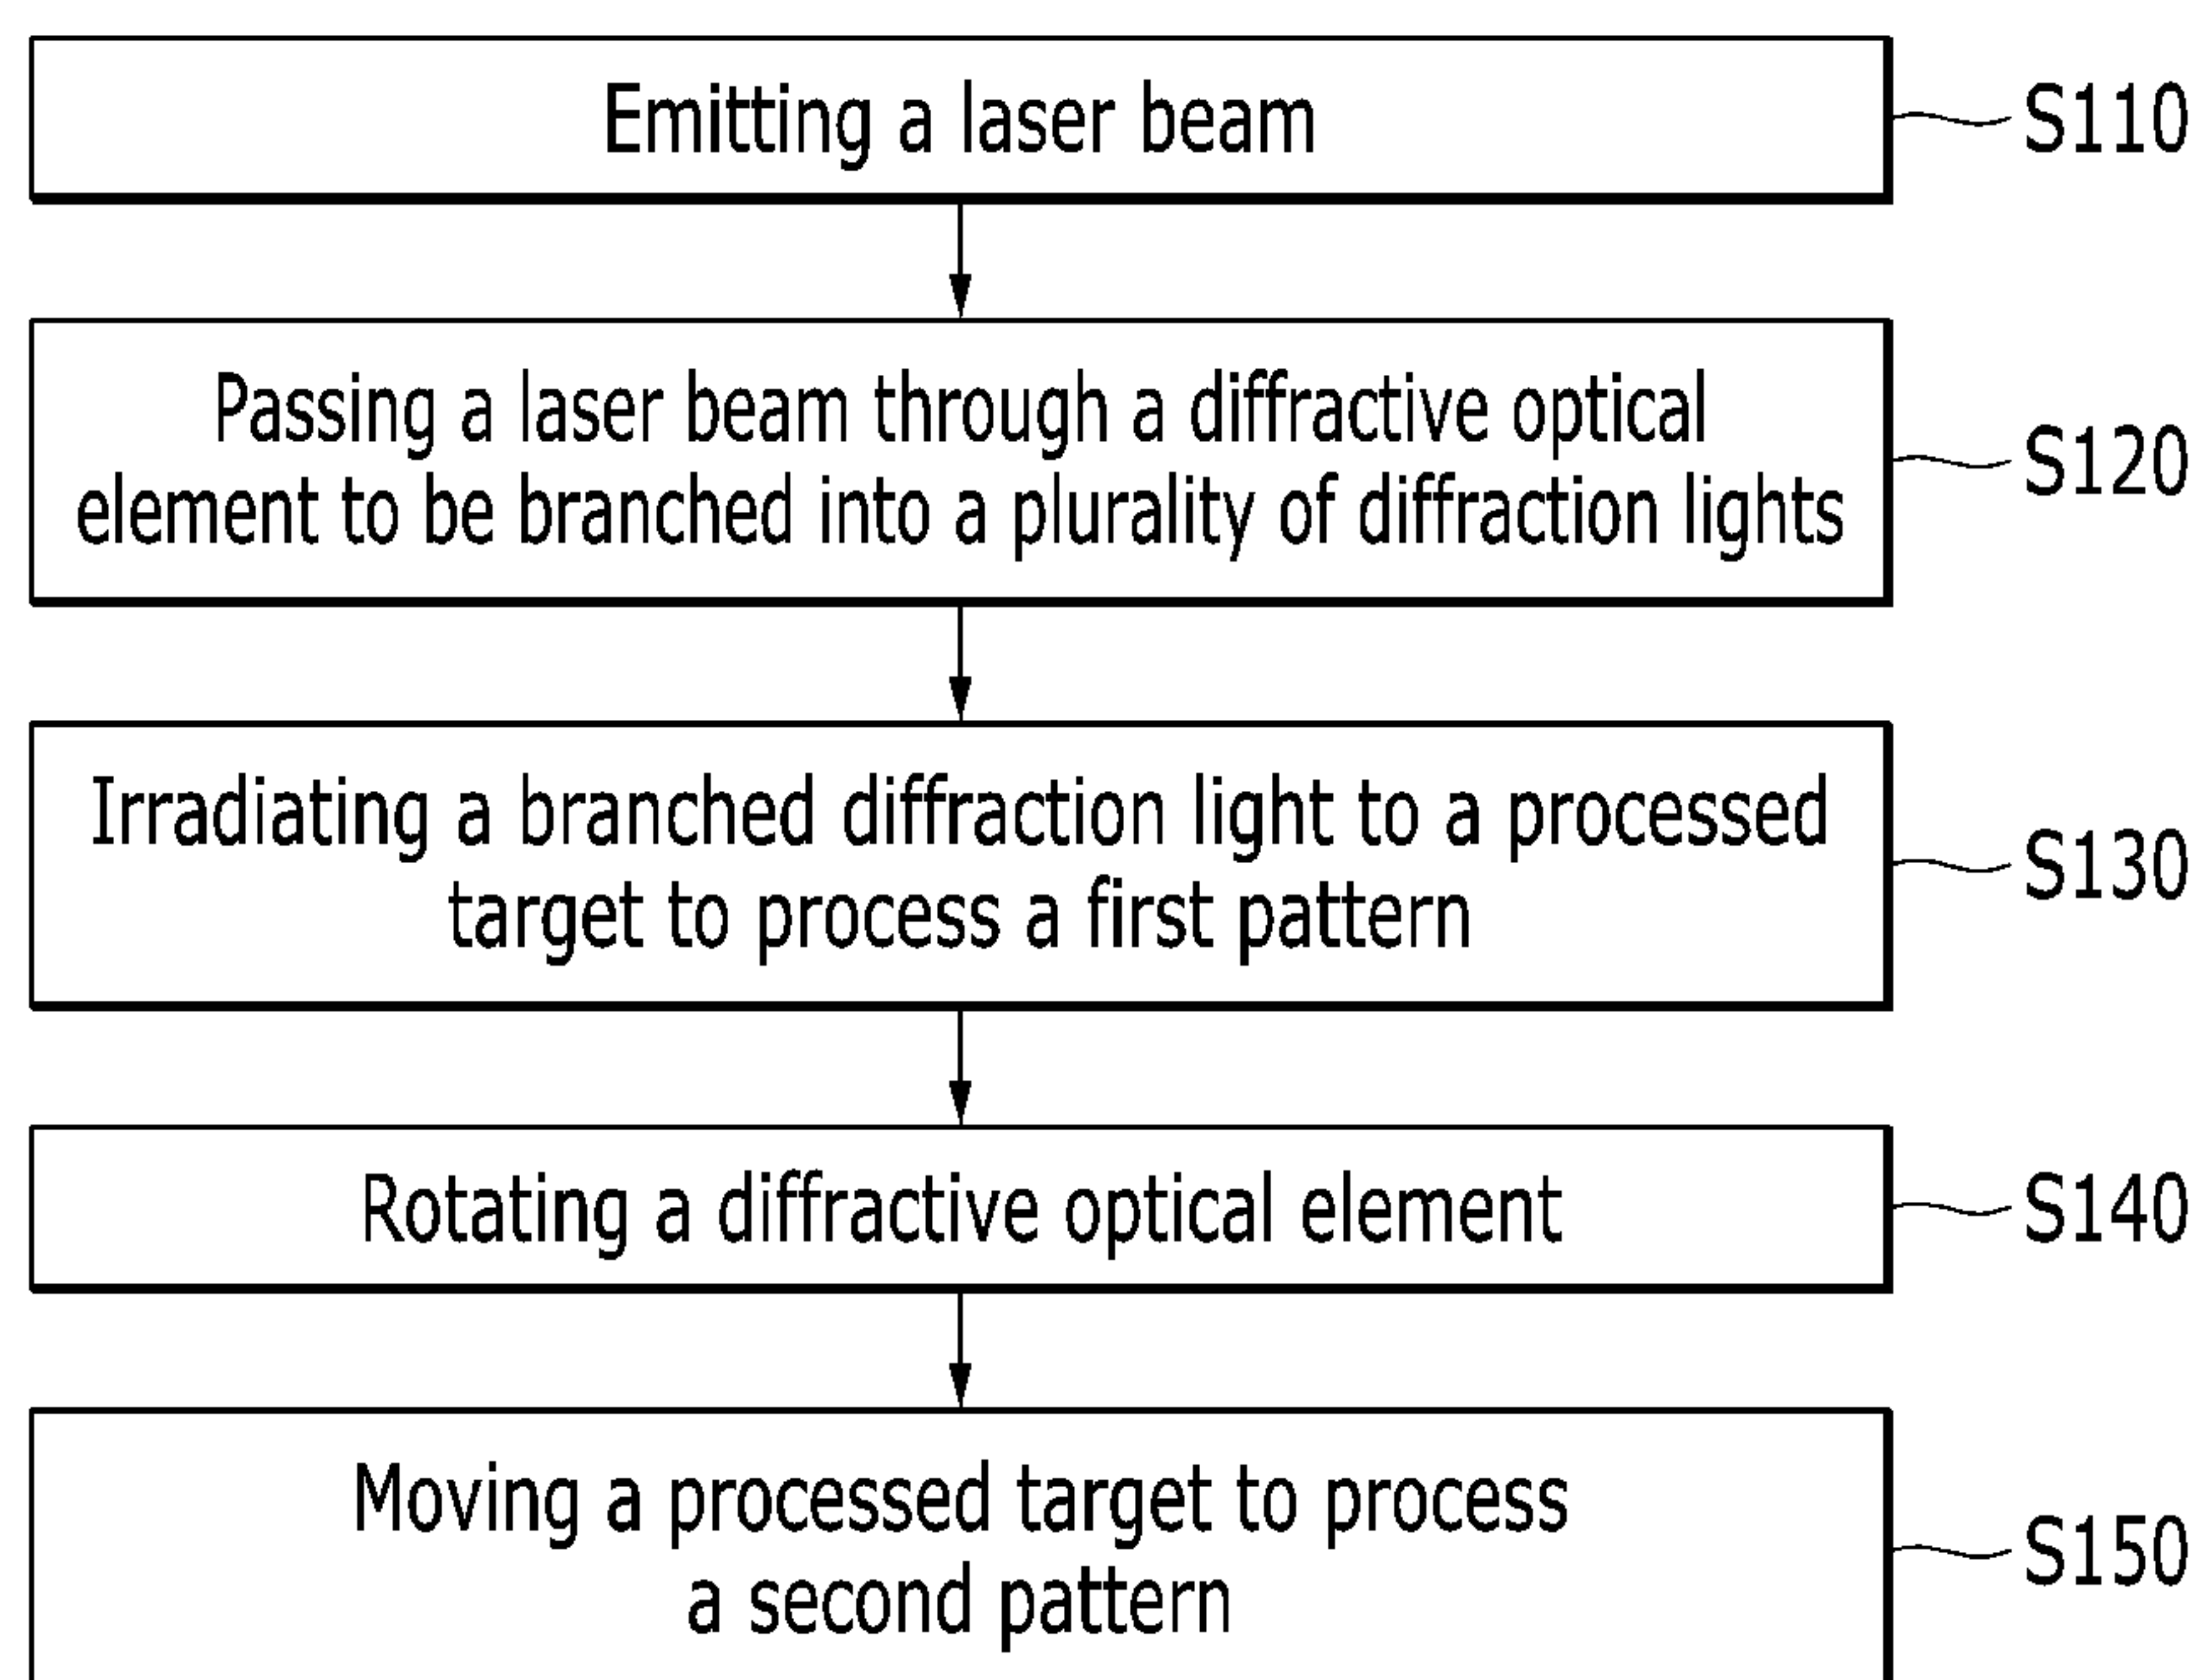 Emitting a laser beam
S110
Passing a laser beam through a diffractive optical
element to be branched into a plurality of diffraction lights
S120
Irradiating a branched diffraction light to a processed
target to process a first pattern
S130
Rotating a diffractive optical element
S140
Moving a processed target to process
a second pattern
S150